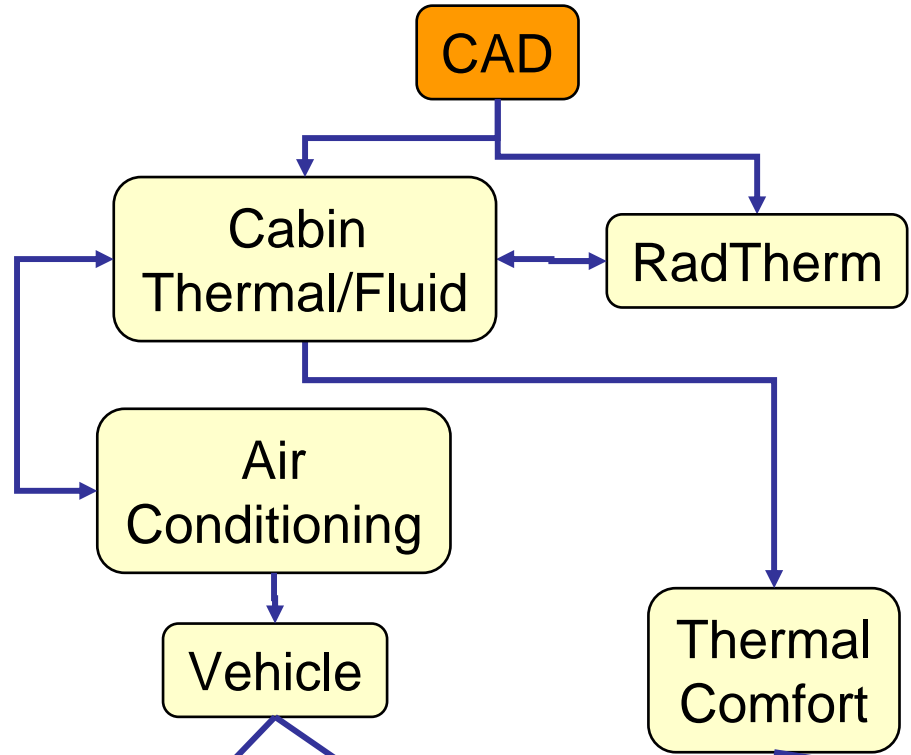 CAD
Cabin
Thermal/Fluid
RadTherm
Air
Conditioning
Vehicle
Thermal
Comfort